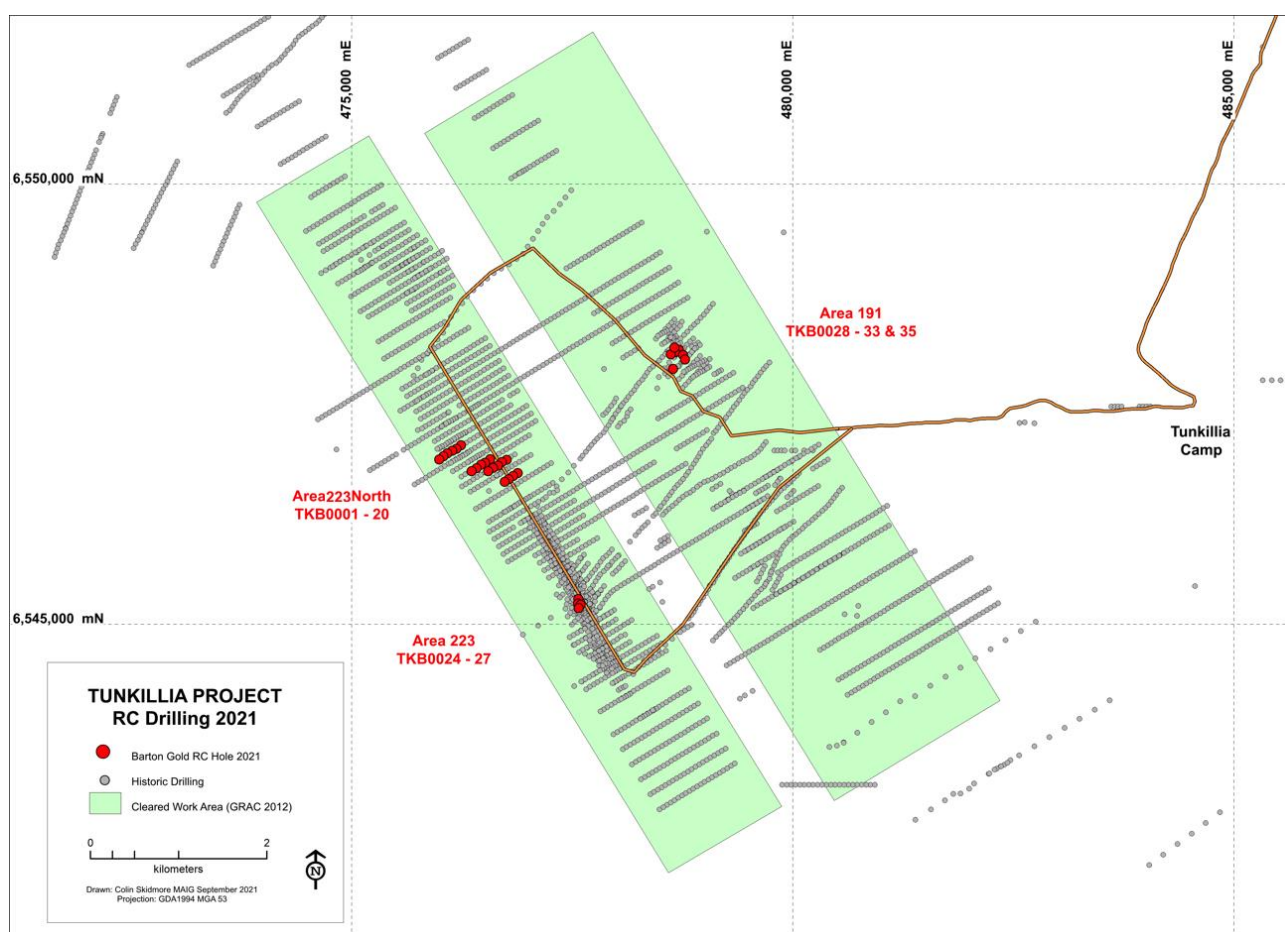 475,000 mE
480,000 mE
485,000 mE
6,550,000 mN
Area 191
TKB0028 - 33 & 35
Tunkillia
Camp
Area223North
TKB0001 - 20
6,545,000 mN
Area 223
TKB0024 - 27
TUNKILLIA PROJECT
RC Drilling 2021
Barton Gold RC Hole 2021
Historic Drilling
Cleared Work Area (GRAC 2012)
0 2
kilometers
N
Drawn: Colin Skidmore MAIG September 2021
Projection: GDA1994 MGA 53